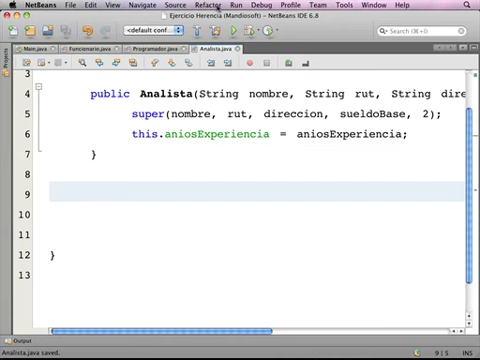 NetBeans File Edit View Navigate Source Refactor Run Debug Profile Team Tools Window Help
Ejercicio Herencia (Mandiosoft) - NetBeans IDE 6.8
<default conf... Search (⌘+I)
Main.java Funcionario.java Programador.java Analista.java
Projects
3
4 public Analista(String nombre, String rut, String dire
5 super(nombre, rut, direccion, sueldoBase, 2);
6 this.aniosExperiencia = aniosExperiencia;
7 }
8
9
10
11
12 }
13
Output
Analista.java saved. 9 | 5 INS